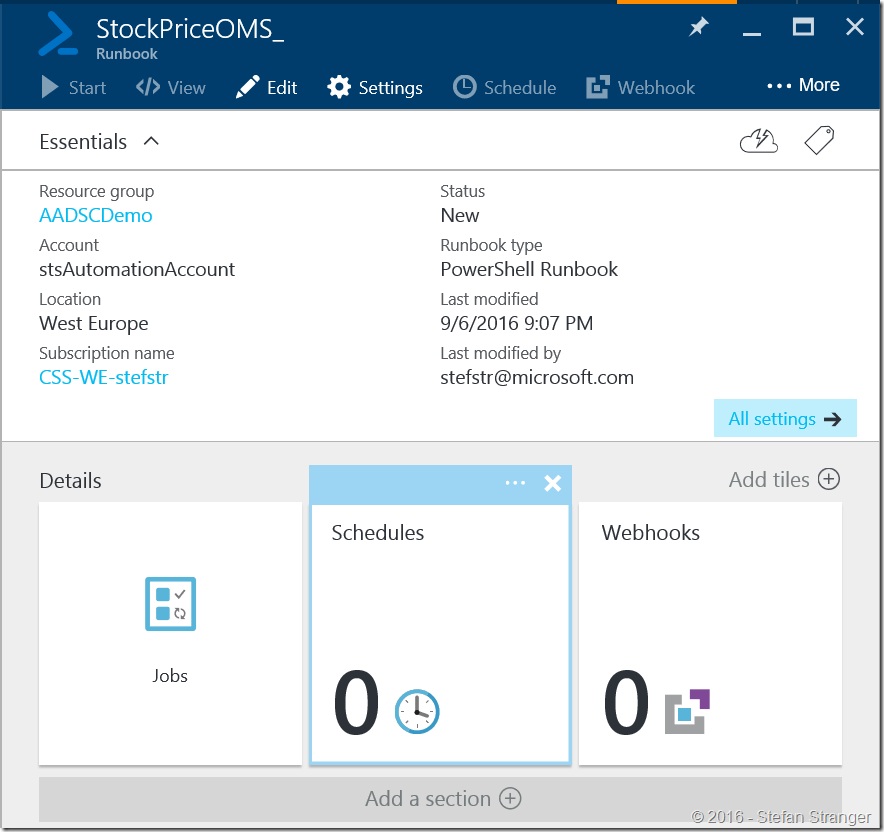 StockPriceOMS_
Runbook
Start View Edit Settings Schedule Webhook More
Essentials
Resource group
AADSCDemo
Account
stsAutomationAccount
Location
West Europe
Subscription name
CSS-WE-stefstr
Status
New
Runbook type
PowerShell Runbook
Last modified
9/6/2016 9:07 PM
Last modified by
stefstr@microsoft.com
All settings
Details
Add tiles
Jobs
Schedules
0
Webhooks
0
Add a section
© 2016 - Stefan Stranger